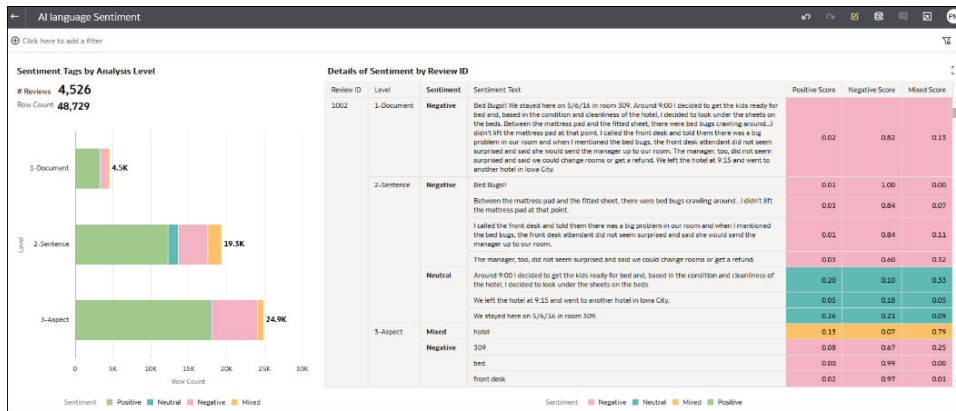 AI language Sentiment
PM
Click here to add a filter
Sentiment Tags by Analysis Level
# Reviews 4,526
Row Count 48,729
Level
1-Document
4.5K
2-Sentence
19.3K
3-Aspect
24.9K
0 5K 10K 15K 20K 25K 30K
Row Count
Sentiment Positive Neutral Negative Mixed
Details of Sentiment by Review ID
Review ID Level Sentiment Sentiment Text Positive Score Negative Score Mixed Score
1002 1-Document Negative Bed Bugs!! We stayed here on 5/6/16 in room 309. Around 9:00 I decided to get the kids ready for
bed and, based in the condition and cleanliness of the hotel, I decided to look under the sheets on
the beds. Between the mattress pad and the fitted sheet, there were bed bugs crawling around...I
didn't lift the mattress pad at that point. I called the front desk and told them there was a big
problem in our room and when I mentioned the bed bugs, the front desk attendant did not seem
surprised and said she would send the manager up to our room. The manager, too, did not seem
surprised and said we could change rooms or get a refund. We left the hotel at 9:15 and went to
another hotel in Iowa City.
0.02 0.82 0.13
2-Sentence Negative Bed Bugs!! 0.01 1.00 0.00
Between the mattress pad and the fitted sheet, there were bed bugs crawling around...I didn't lift
the mattress pad at that point.
0.03 0.84 0.07
I called the front desk and told them there was a big problem in our room and when I mentioned
the bed bugs, the front desk attendant did not seem surprised and said she would send the
manager up to our room.
0.01 0.84 0.11
The manager, too, did not seem surprised and said we could change rooms or get a refund. 0.03 0.60 0.32
Neutral Around 9:00 I decided to get the kids ready for bed and, based in the condition and cleanliness of
the hotel, I decided to look under the sheets on the beds.
0.20 0.10 0.33
We left the hotel at 9:15 and went to another hotel in Iowa City. 0.05 0.18 0.05
We stayed here on 5/6/16 in room 309. 0.26 0.21 0.09
3-Aspect Mixed hotel 0.13 0.07 0.79
Negative 309 0.08 0.67 0.25
bed 0.00 0.99 0.00
front desk 0.02 0.97 0.01
Sentiment Negative Neutral Mixed Positive